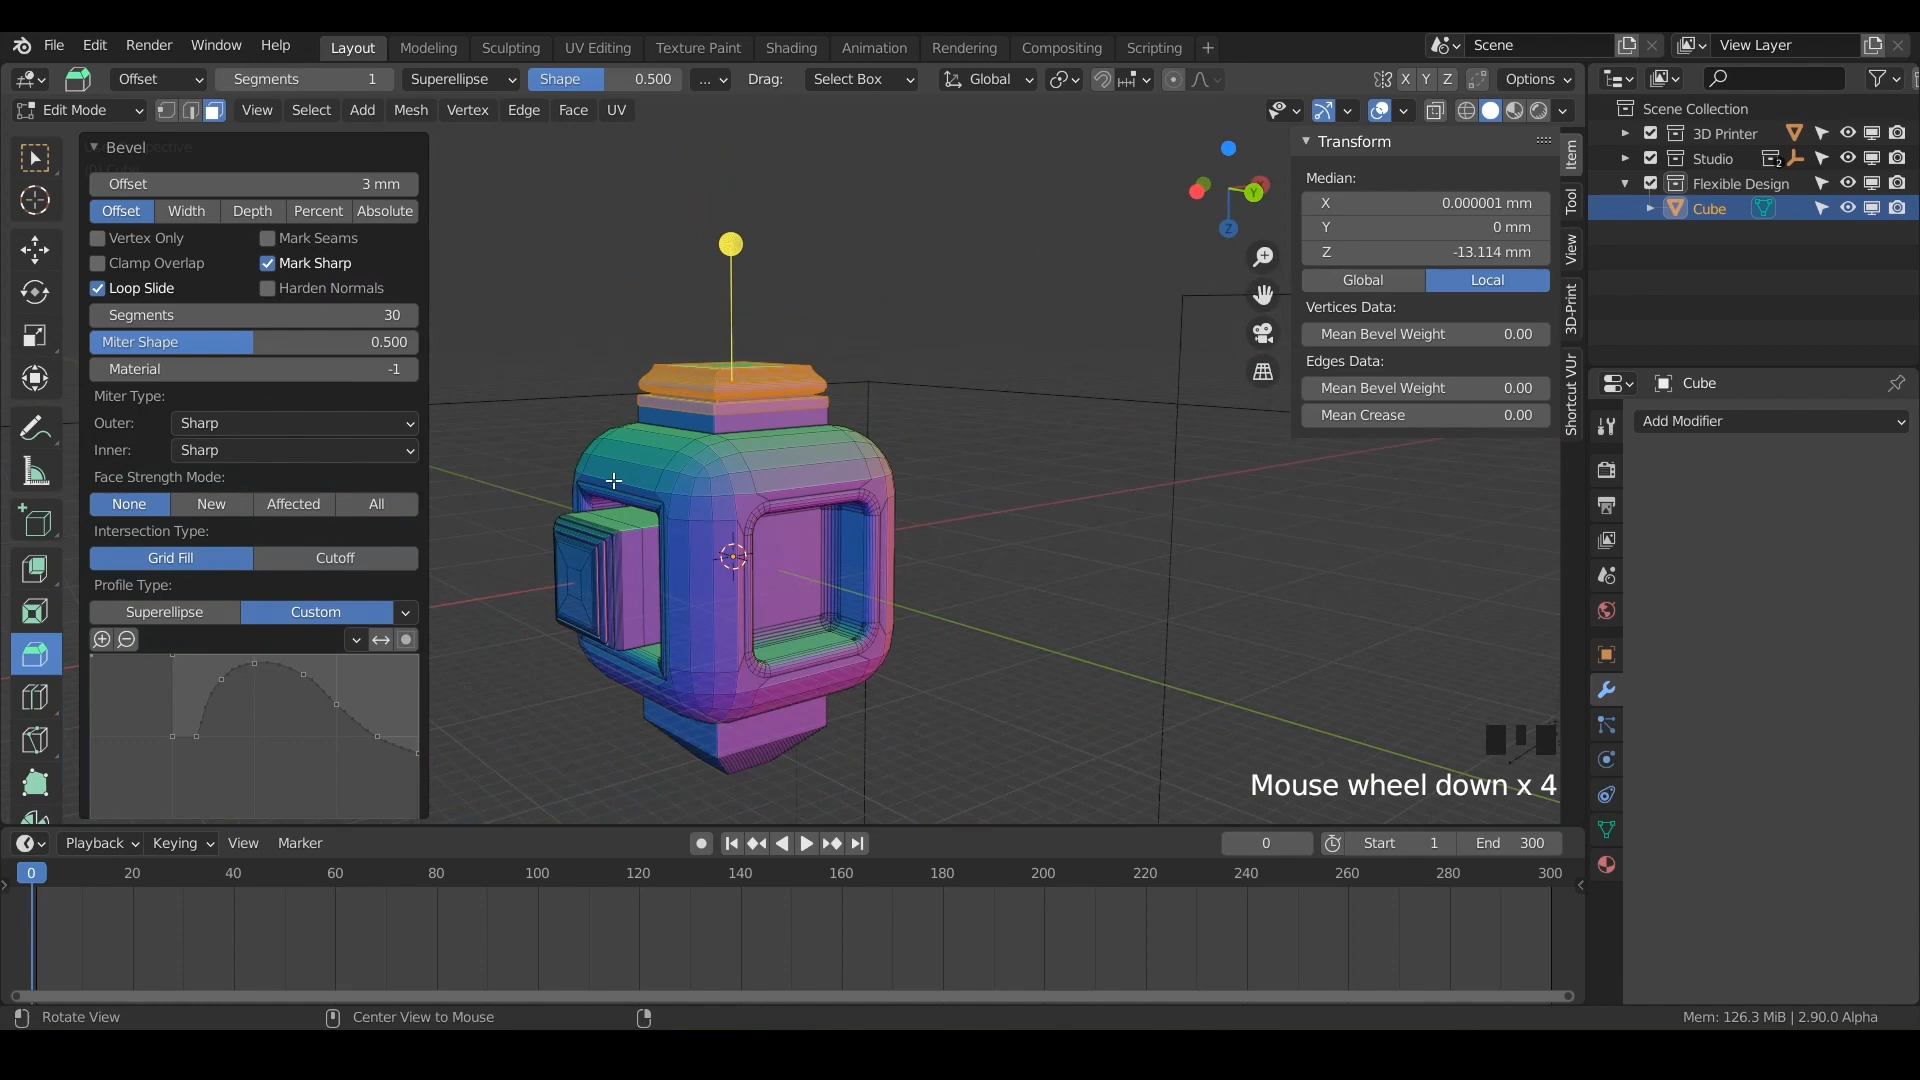 File Edit Render Window Help Layout Modeling Sculpting UV Editing Texture Paint Shading Animation Rendering Compositing Scripting + Scene View Layer
Offset Segments 1 Superellipse Shape 0.500 ... Drag: Select Box Global X Y Z Options
Edit Mode View Select Add Mesh Vertex Edge Face UV
Scene Collection
3D Printer
Studio 2
Flexible Design
Cube
Bevel
Offset 3 mm
Offset Width Depth Percent Absolute
Vertex Only Mark Seams
Clamp Overlap Mark Sharp
Loop Slide Harden Normals
Segments 30
Miter Shape 0.500
Material -1
Miter Type:
Outer: Sharp
Inner: Sharp
Face Strength Mode:
None New Affected All
Intersection Type:
Grid Fill Cutoff
Profile Type:
Superellipse Custom
Y
Z
Transform
Median:
X 0.000001 mm
Y 0 mm
Z -13.114 mm
Global Local
Vertices Data:
Mean Bevel Weight 0.00
Edges Data:
Mean Bevel Weight 0.00
Mean Crease 0.00
Item
Tool
View
3D-Print
Shortcut VUr
Cube
Add Modifier
Mouse wheel down x 4
Playback Keying View Marker 0 Start 1 End 300
0 20 40 60 80 100 120 140 160 180 200 220 240 260 280 300
Rotate View Center View to Mouse Mem: 126.3 MiB | 2.90.0 Alpha